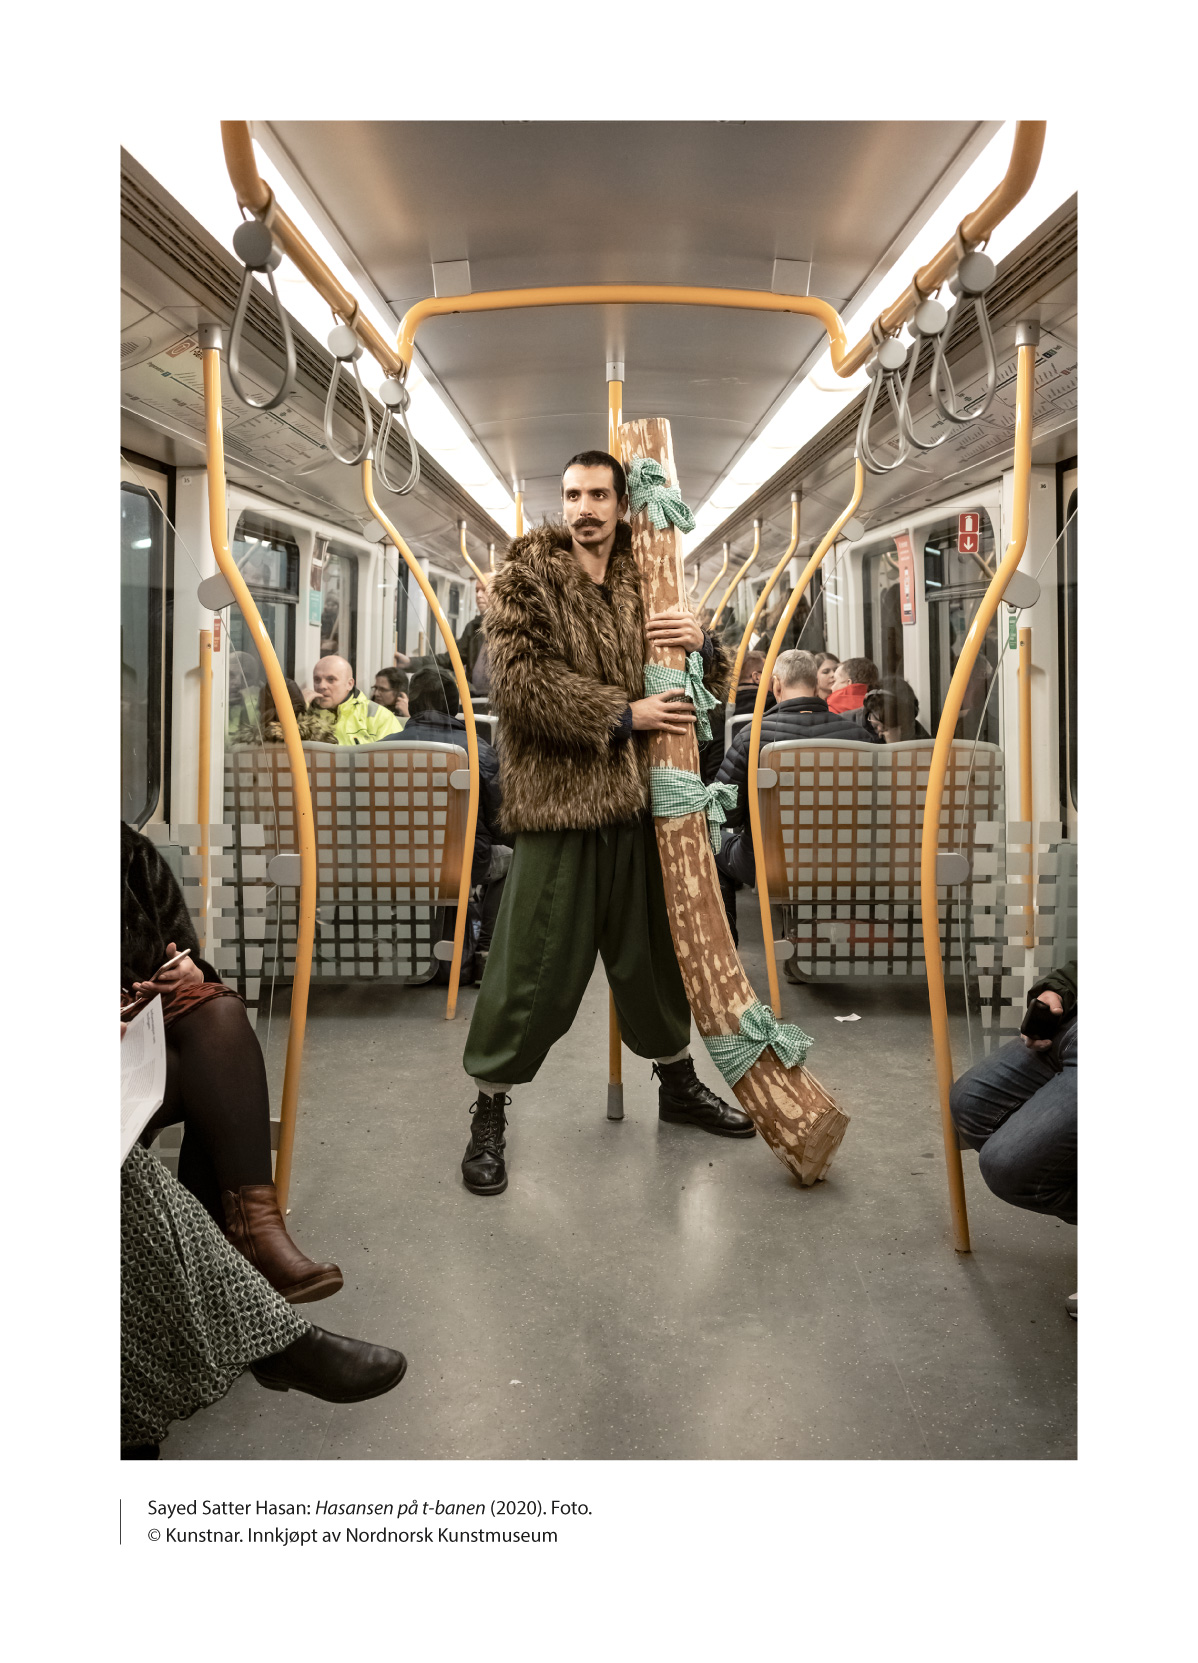 Sayed Satter Hasan: Hasansen på t-banen (2020). Foto.
© Kunstnar. Innkjøpt av Nordnorsk Kunstmuseum